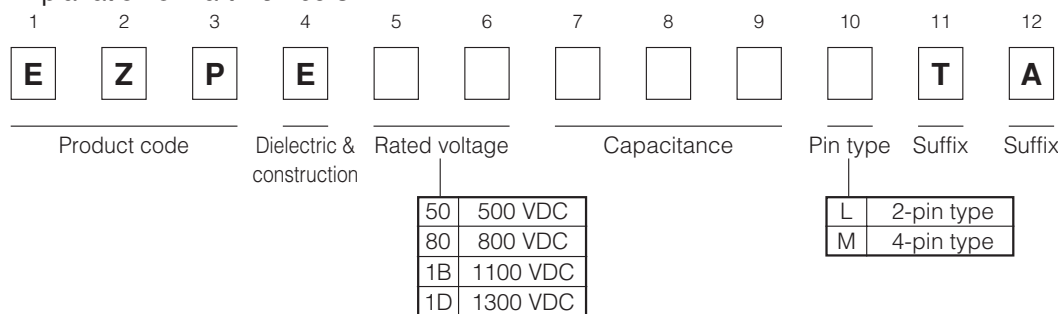 1 2 3 4 5 6 7 8 9 10 11 12
E Z P E T A
Product code Dielectric & construction Rated voltage Capacitance Pin type Suffix Suffix
50 500 VDC
80 800 VDC
1B 1100 VDC
1D 1300 VDC
L 2-pin type
M 4-pin type